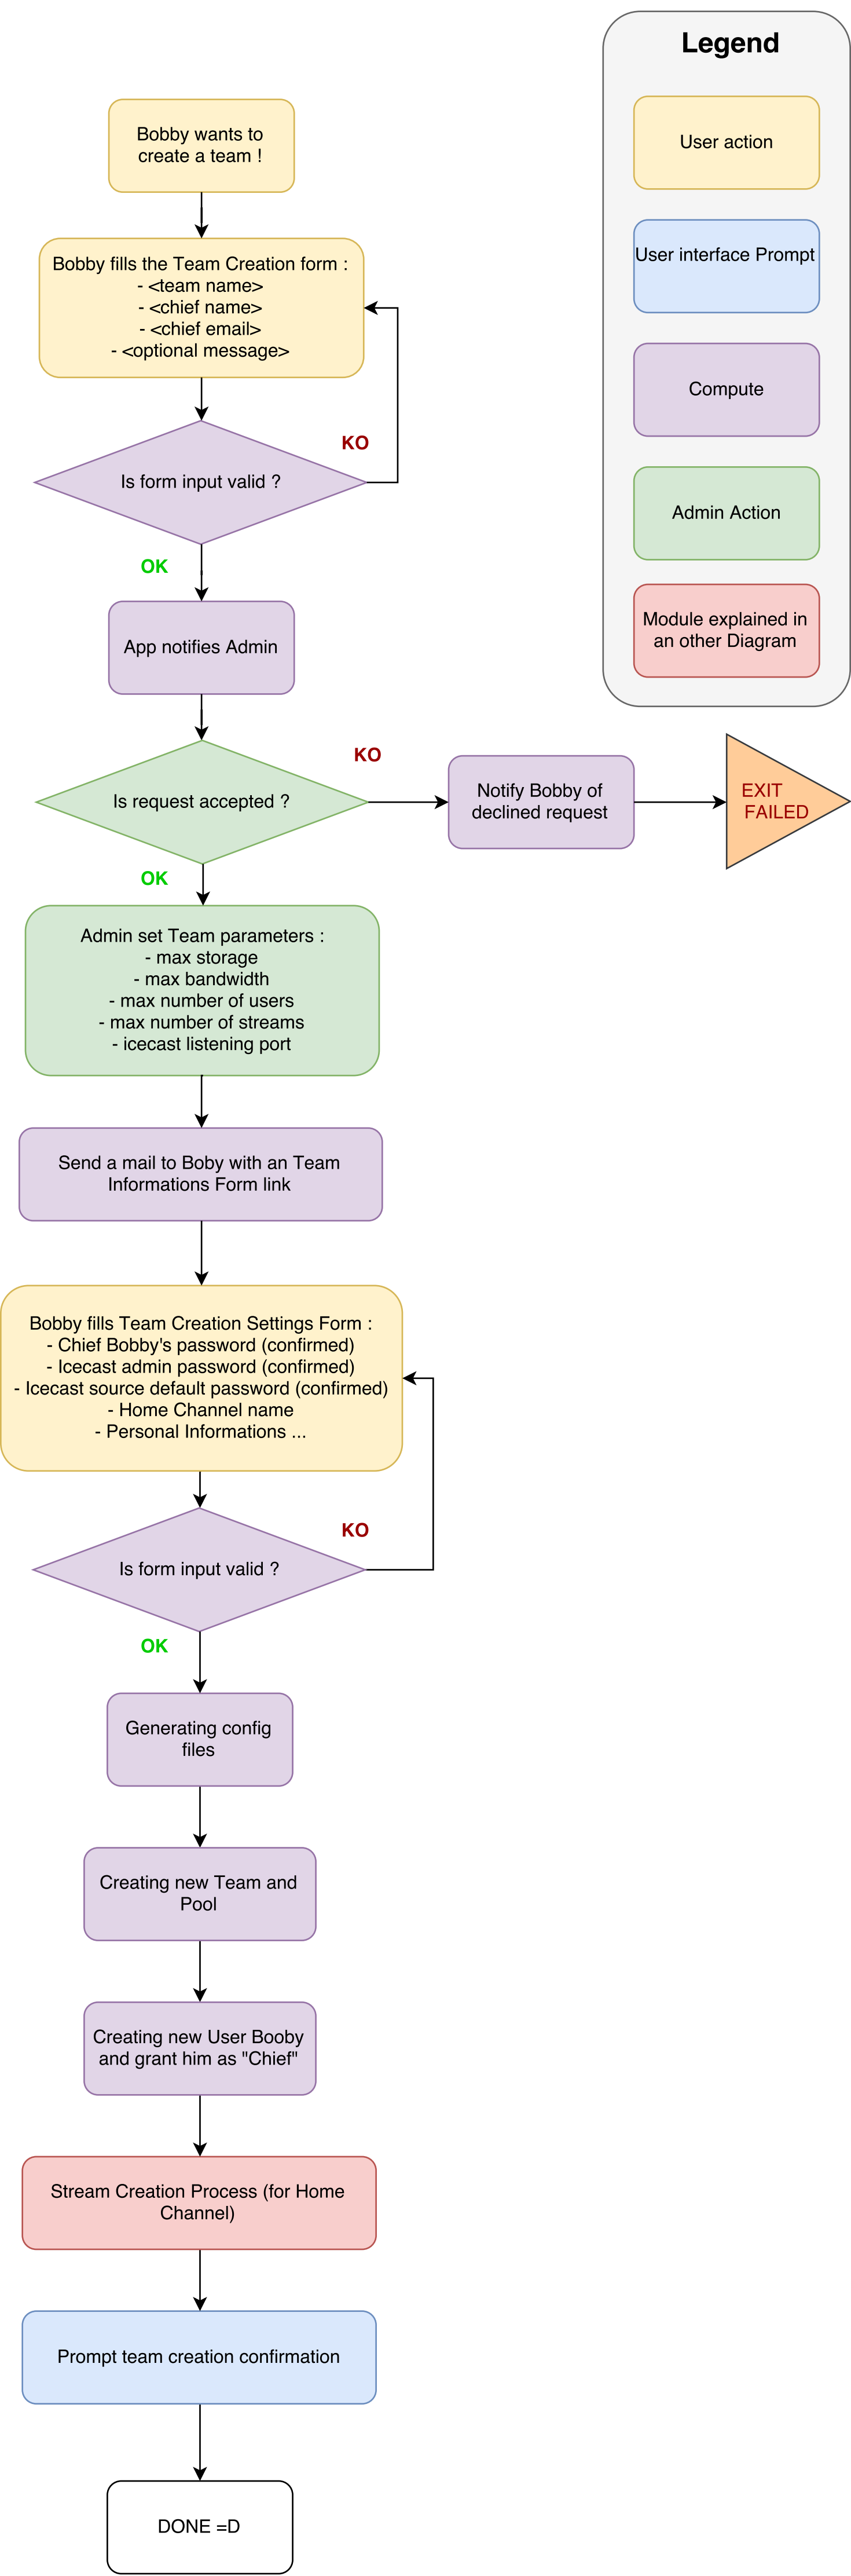 Legend
User action
User interface Prompt
Compute
Admin Action
Module explained in
an other Diagram
Bobby wants to
create a team !
Bobby fills the Team Creation form :
- <team name>
- <chief name>
- <chief email>
- <optional message>
Is form input valid ?
KO
OK
App notifies Admin
Is request accepted ?
KO
Notify Bobby of
declined request
EXIT
FAILED
OK
Admin set Team parameters :
- max storage
- max bandwidth
- max number of users
- max number of streams
- icecast listening port
Send a mail to Boby with an Team
Informations Form link
Bobby fills Team Creation Settings Form :
- Chief Bobby's password (confirmed)
- Icecast admin password (confirmed)
- Icecast source default password (confirmed)
- Home Channel name
- Personal Informations ...
KO
Is form input valid ?
OK
Generating config
files
Creating new Team and
Pool
Creating new User Booby
and grant him as "Chief"
Stream Creation Process (for Home
Channel)
Prompt team creation confirmation
DONE =D